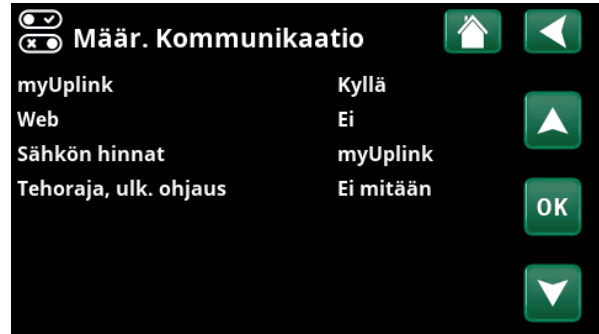 Määr. Kommunikaatio
myUplink Kyllä
Web Ei
Sähkön hinnat myUplink
Tehoraja, ulk. ohjaus Ei mitään
OK